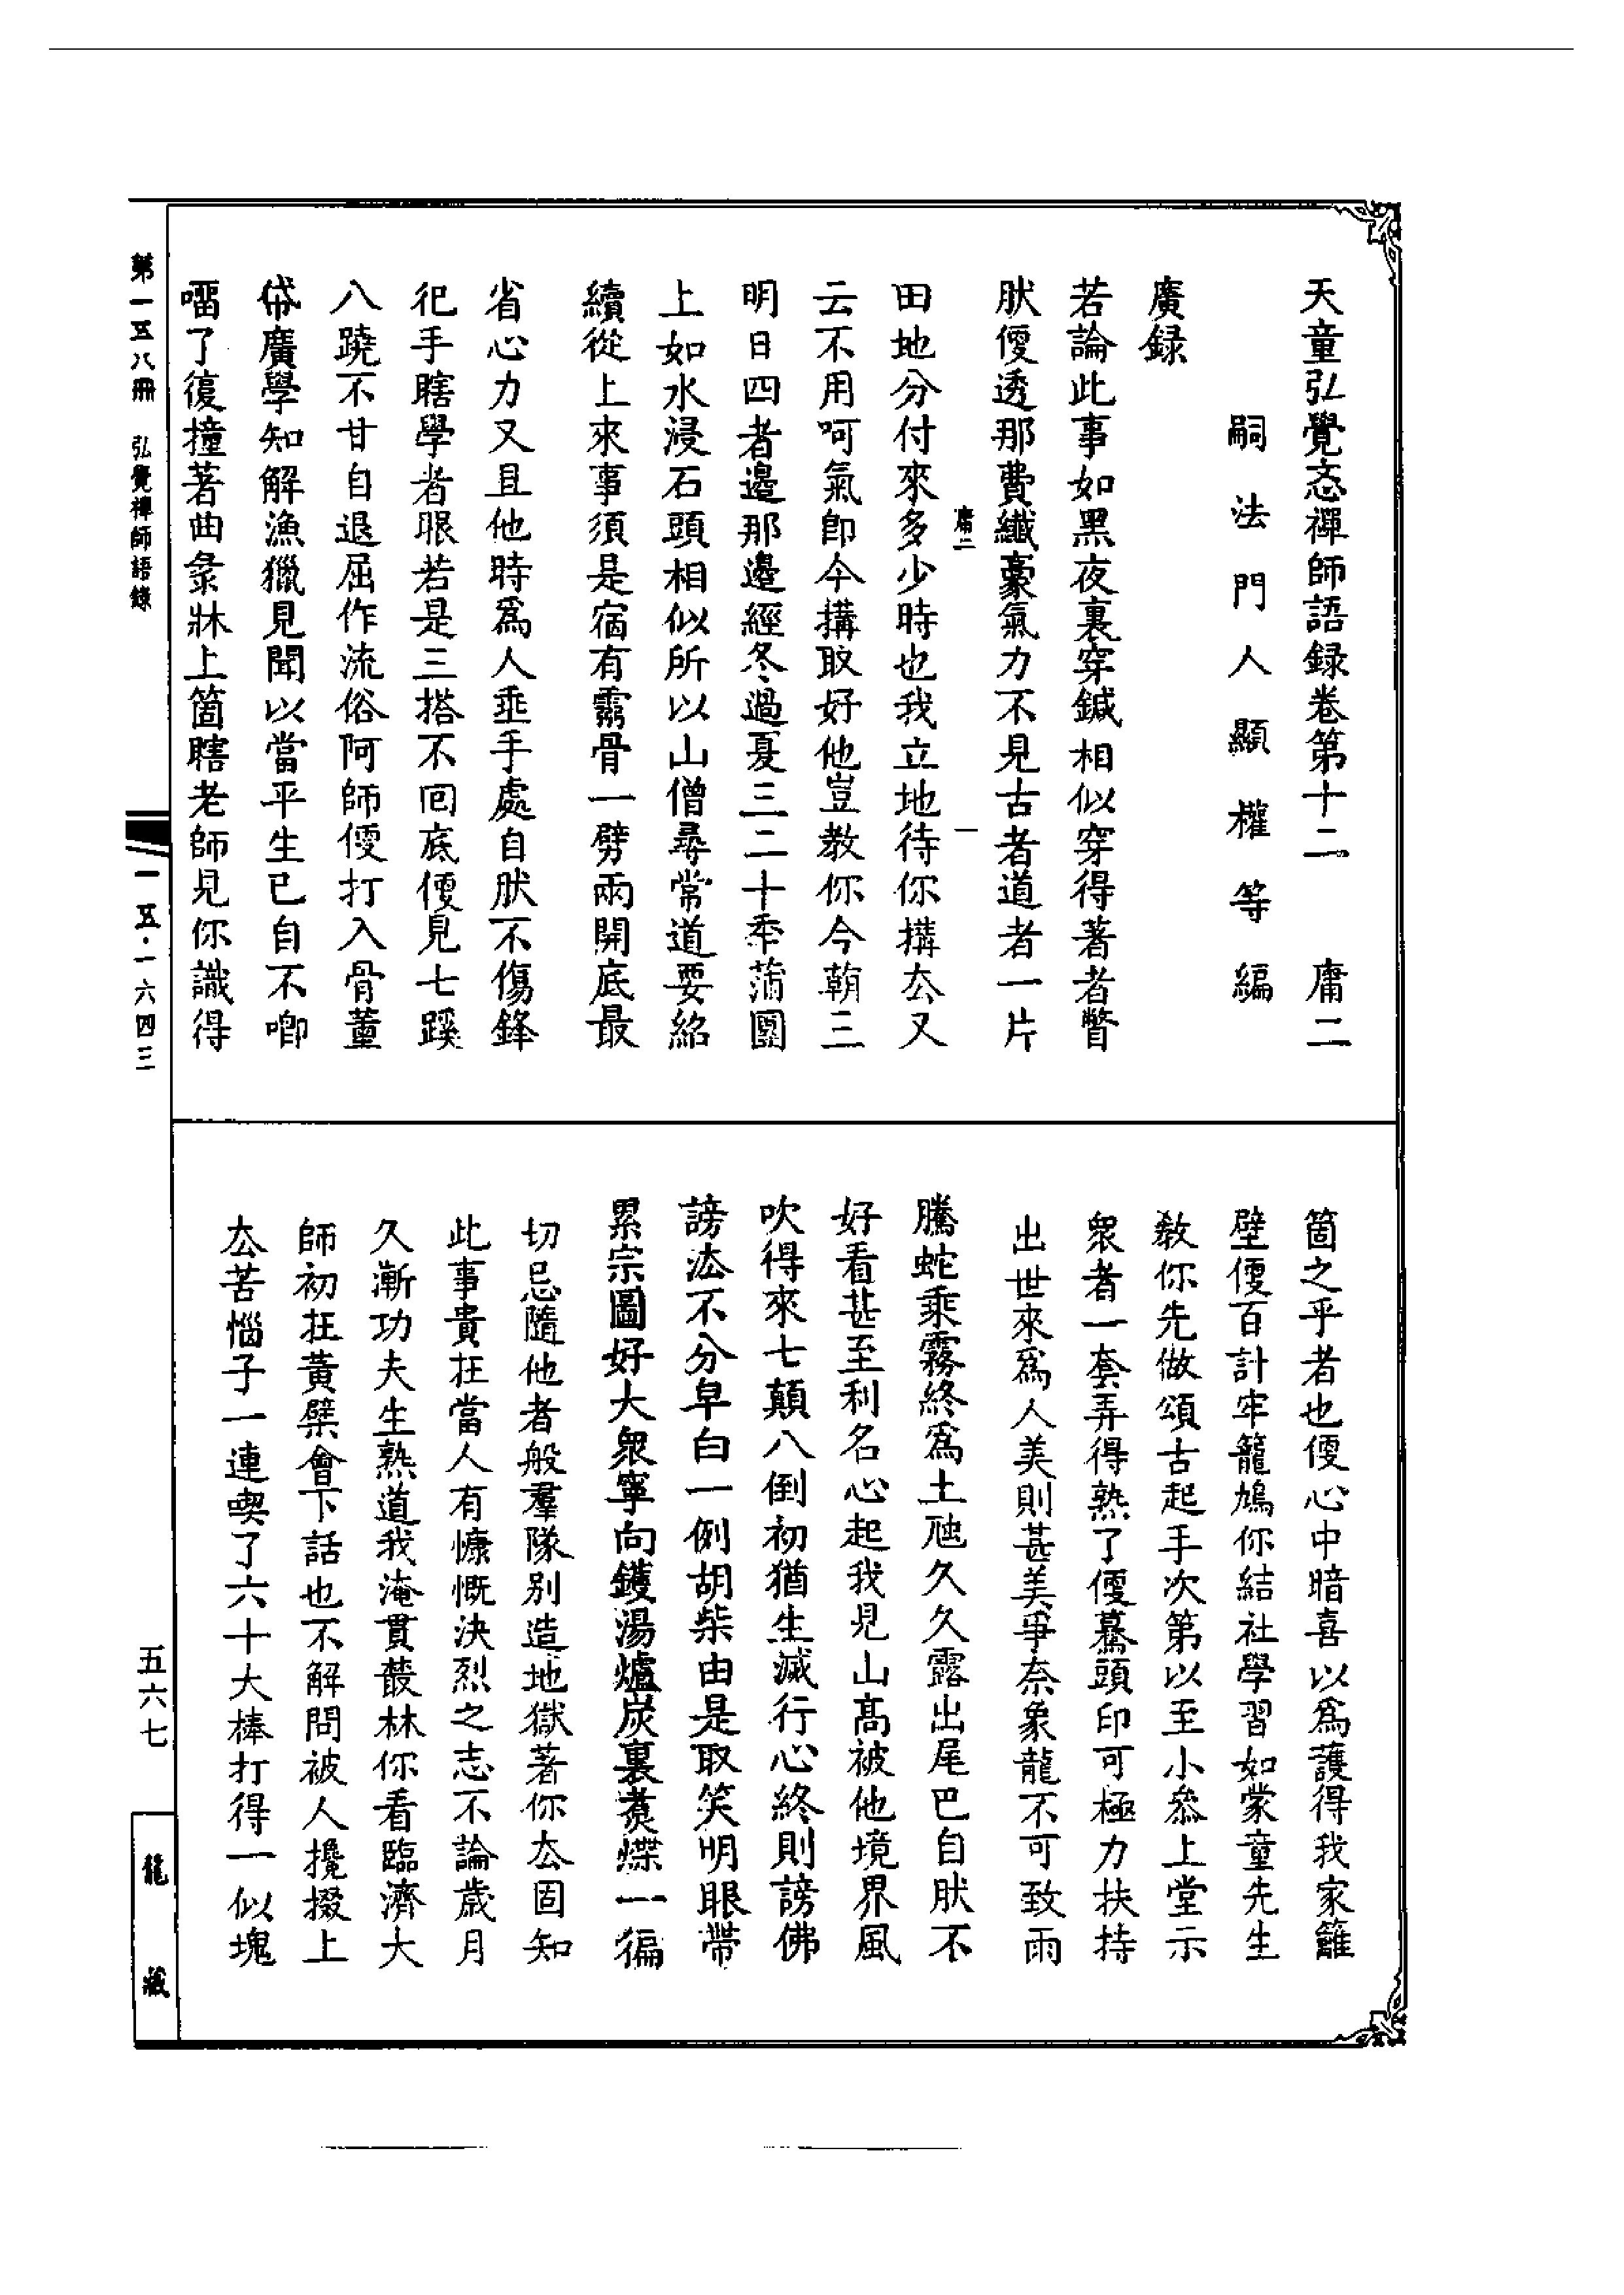 天童弘覺忞禪師語録卷第十二　庸二
嗣法門人顯權等編
廣録
若論此事如黑夜裏穿鍼相似穿得著者瞥
肰便透那費纖豪氣力不見古者道者一片
庸二
一
田地分付來多少時也我立地待你搆厺又
云不用呵氣卽今搆取好他豈教你今朝三
明日四者邊那邊經冬過夏三二十秊蒲團
上如水浸石頭相似所以山僧尋常道要紹
續從上來事須是宿有靈骨一劈兩開底最
省心力又且他時爲人垂手處自肰不傷鋒
犯手瞎學者眼若是三搭不回底便見七蹊
八蹺不甘自退屈作流俗阿師便打入骨董
俗廣學知解漁獵見聞以當平生已自不唧
㗰了復撞著曲彔牀上箇瞎老師見你識得
箇之乎者也便心中暗喜以爲護得我家籬
壁便百計牢籠鳩你結社學習如蒙童先生
敎你先做頌古起手次第以至小叅上堂示
衆者一套弄得熟了便驀頭印可極力扶持
出世來爲人美則甚美爭奈象龍不可致雨
騰蛇乘霧終爲土虺久久露出尾巴自肰不
好看甚至利名心起我見山高被他境界風
吹得來七顛八倒初猶生滅行心終則謗佛
謗法不分皁白一例胡柴由是取笑明眼帶
累宗圖好大衆寧向鑊湯爐炭裏煑煠一徧
切忌隨他者般羣隊别造地獄著你厺固知
此事貴在當人有慷慨決烈之志不論歲月
久漸功夫生熟道我淹貫叢林你看臨濟大
師初在黃檗會下話也不解問被人攙掇上
厺苦惱子一連喫了六十大棒打得一似塊
第一五八冊　弘覺禪師語錄
一五·一六四三
五六七
龍藏